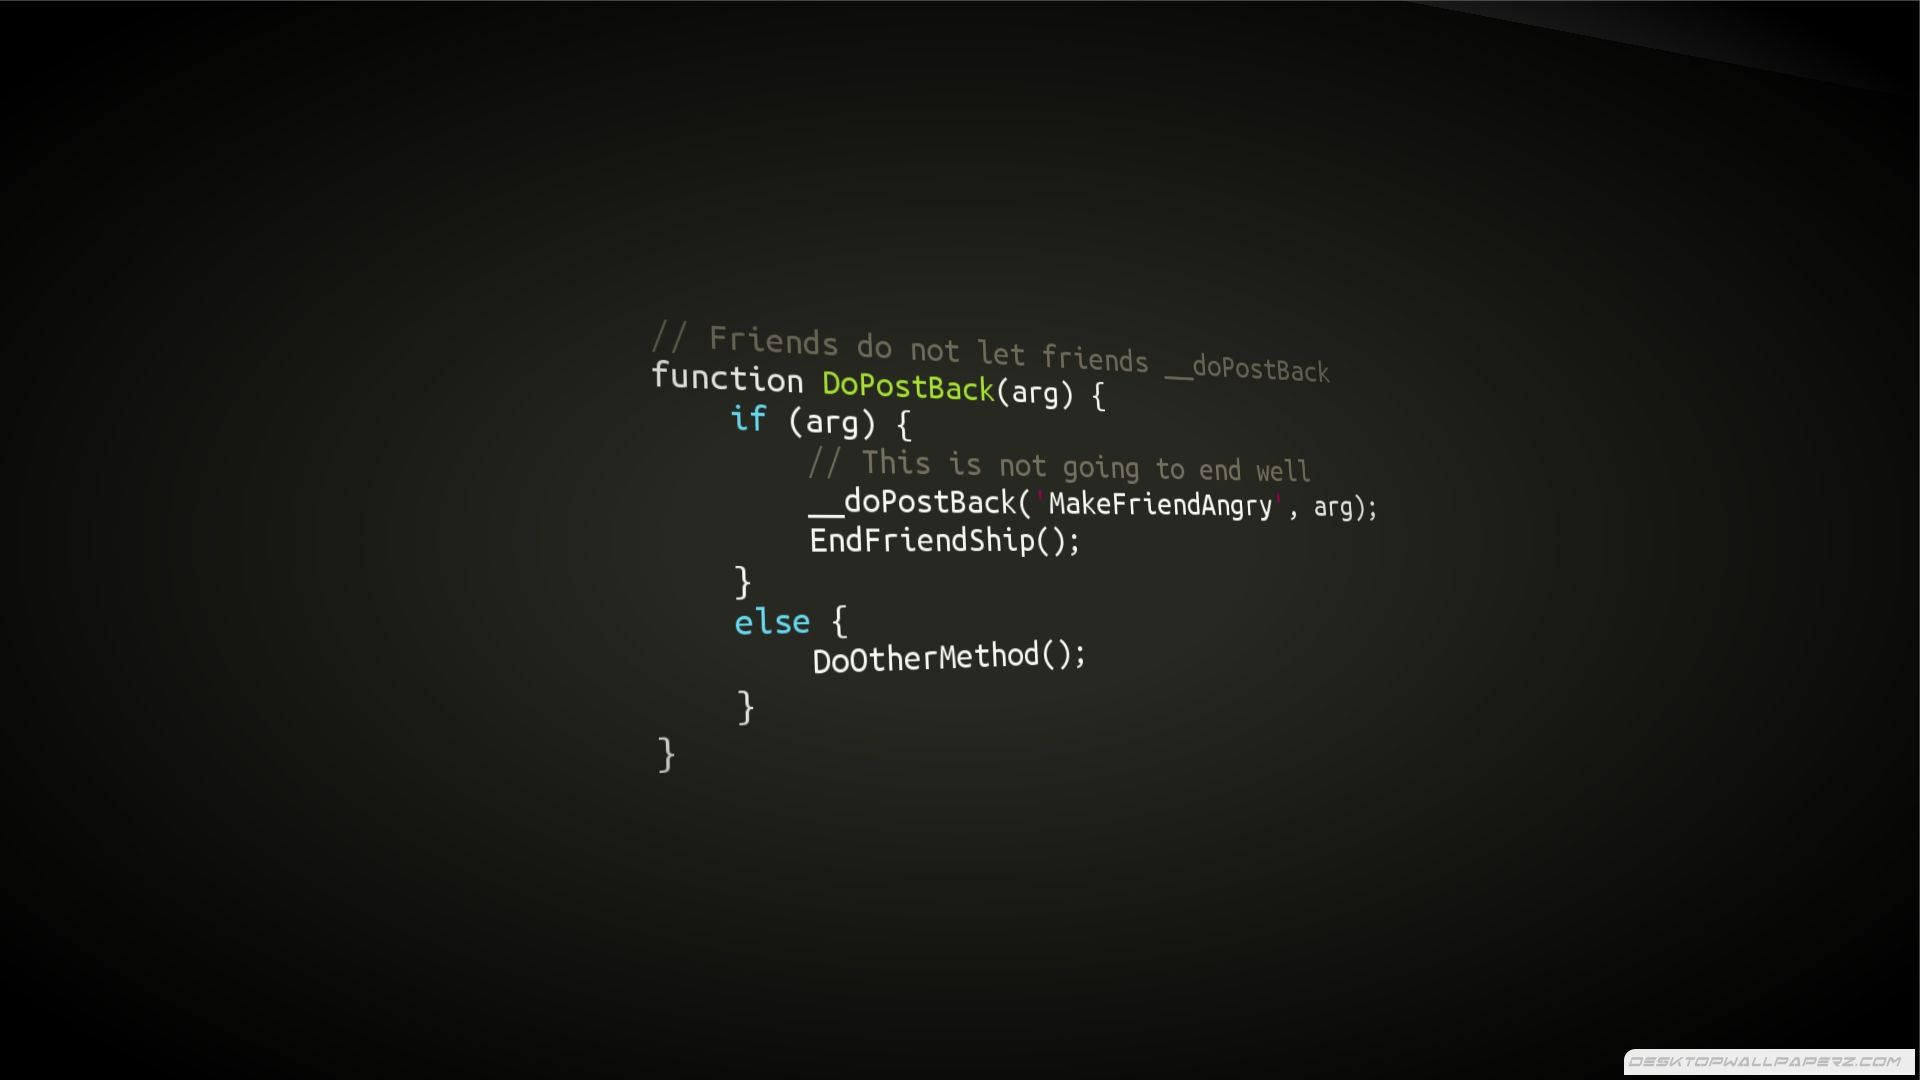 // Friends do not let friends __doPostBack
function DoPostBack(arg) {
if (arg) {
// This is not going to end well
__doPostBack('MakeFriendAngry', arg);
EndFriendShip();
}
else {
DoOtherMethod();
}
}
DESKTOPWALLPAPERZ.COM